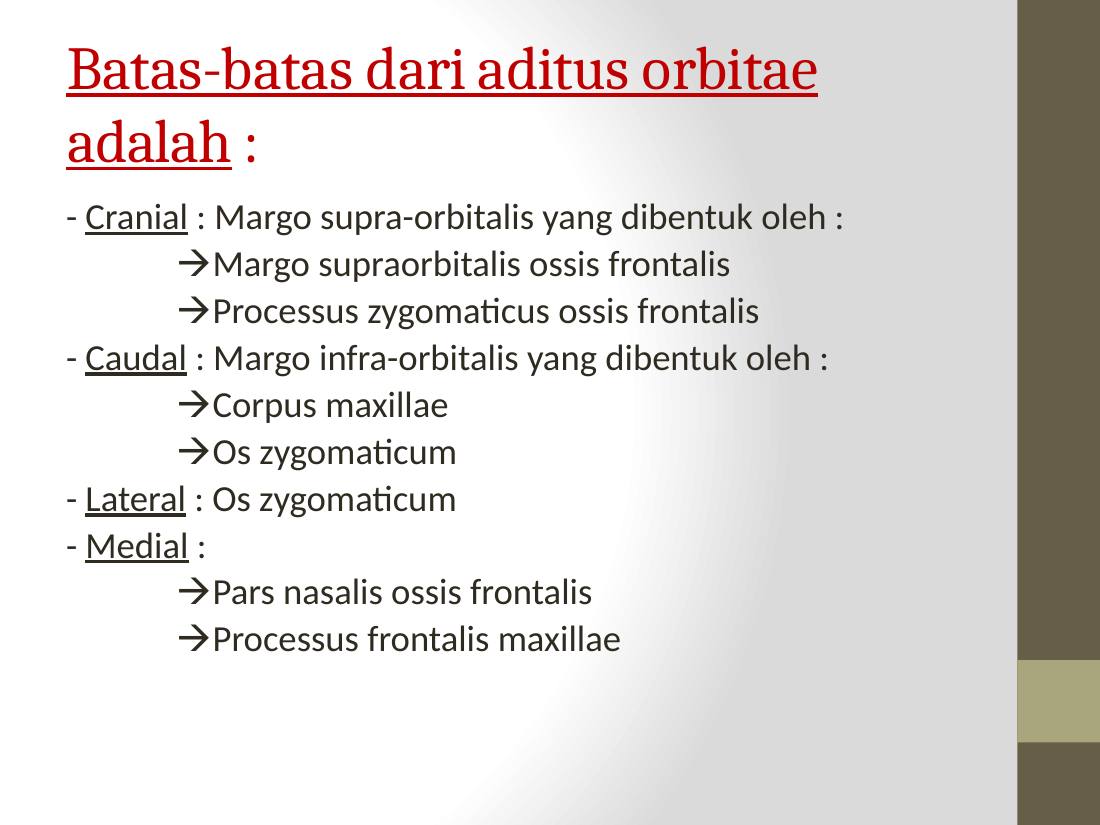 Batas-batas dari aditus orbitae
adalah :
- Cranial : Margo supra-orbitalis yang dibentuk oleh :
→Margo supraorbitalis ossis frontalis
→Processus zygomaticus ossis frontalis
- Caudal : Margo infra-orbitalis yang dibentuk oleh :
→Corpus maxillae
→Os zygomaticum
- Lateral : Os zygomaticum
- Medial :
→Pars nasalis ossis frontalis
→Processus frontalis maxillae